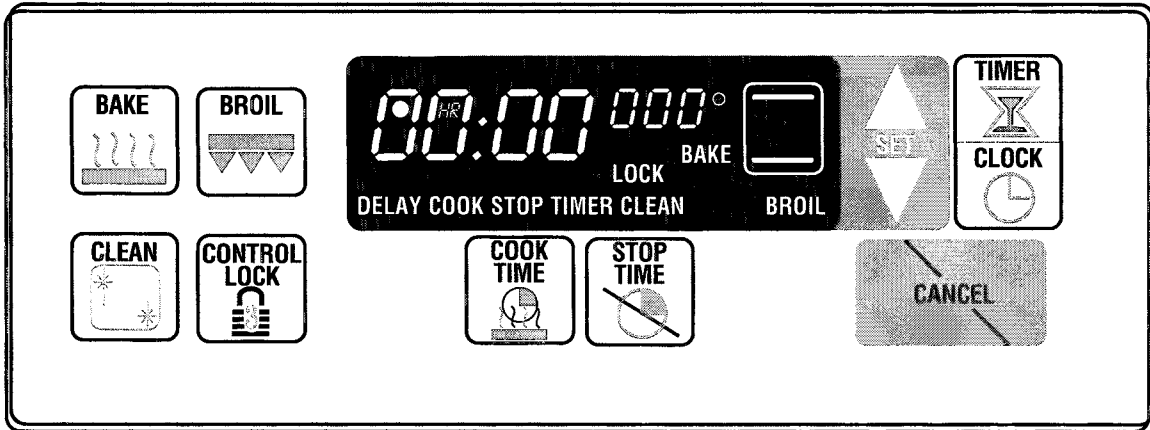 BAKE
BROIL
CLEAN
CONTROL
LOCK
00:00
HR
000°
BAKE
LOCK
DELAY COOK STOP TIMER CLEAN
BROIL
SET
TIMER
CLOCK
COOK
TIME
STOP
TIME
CANCEL